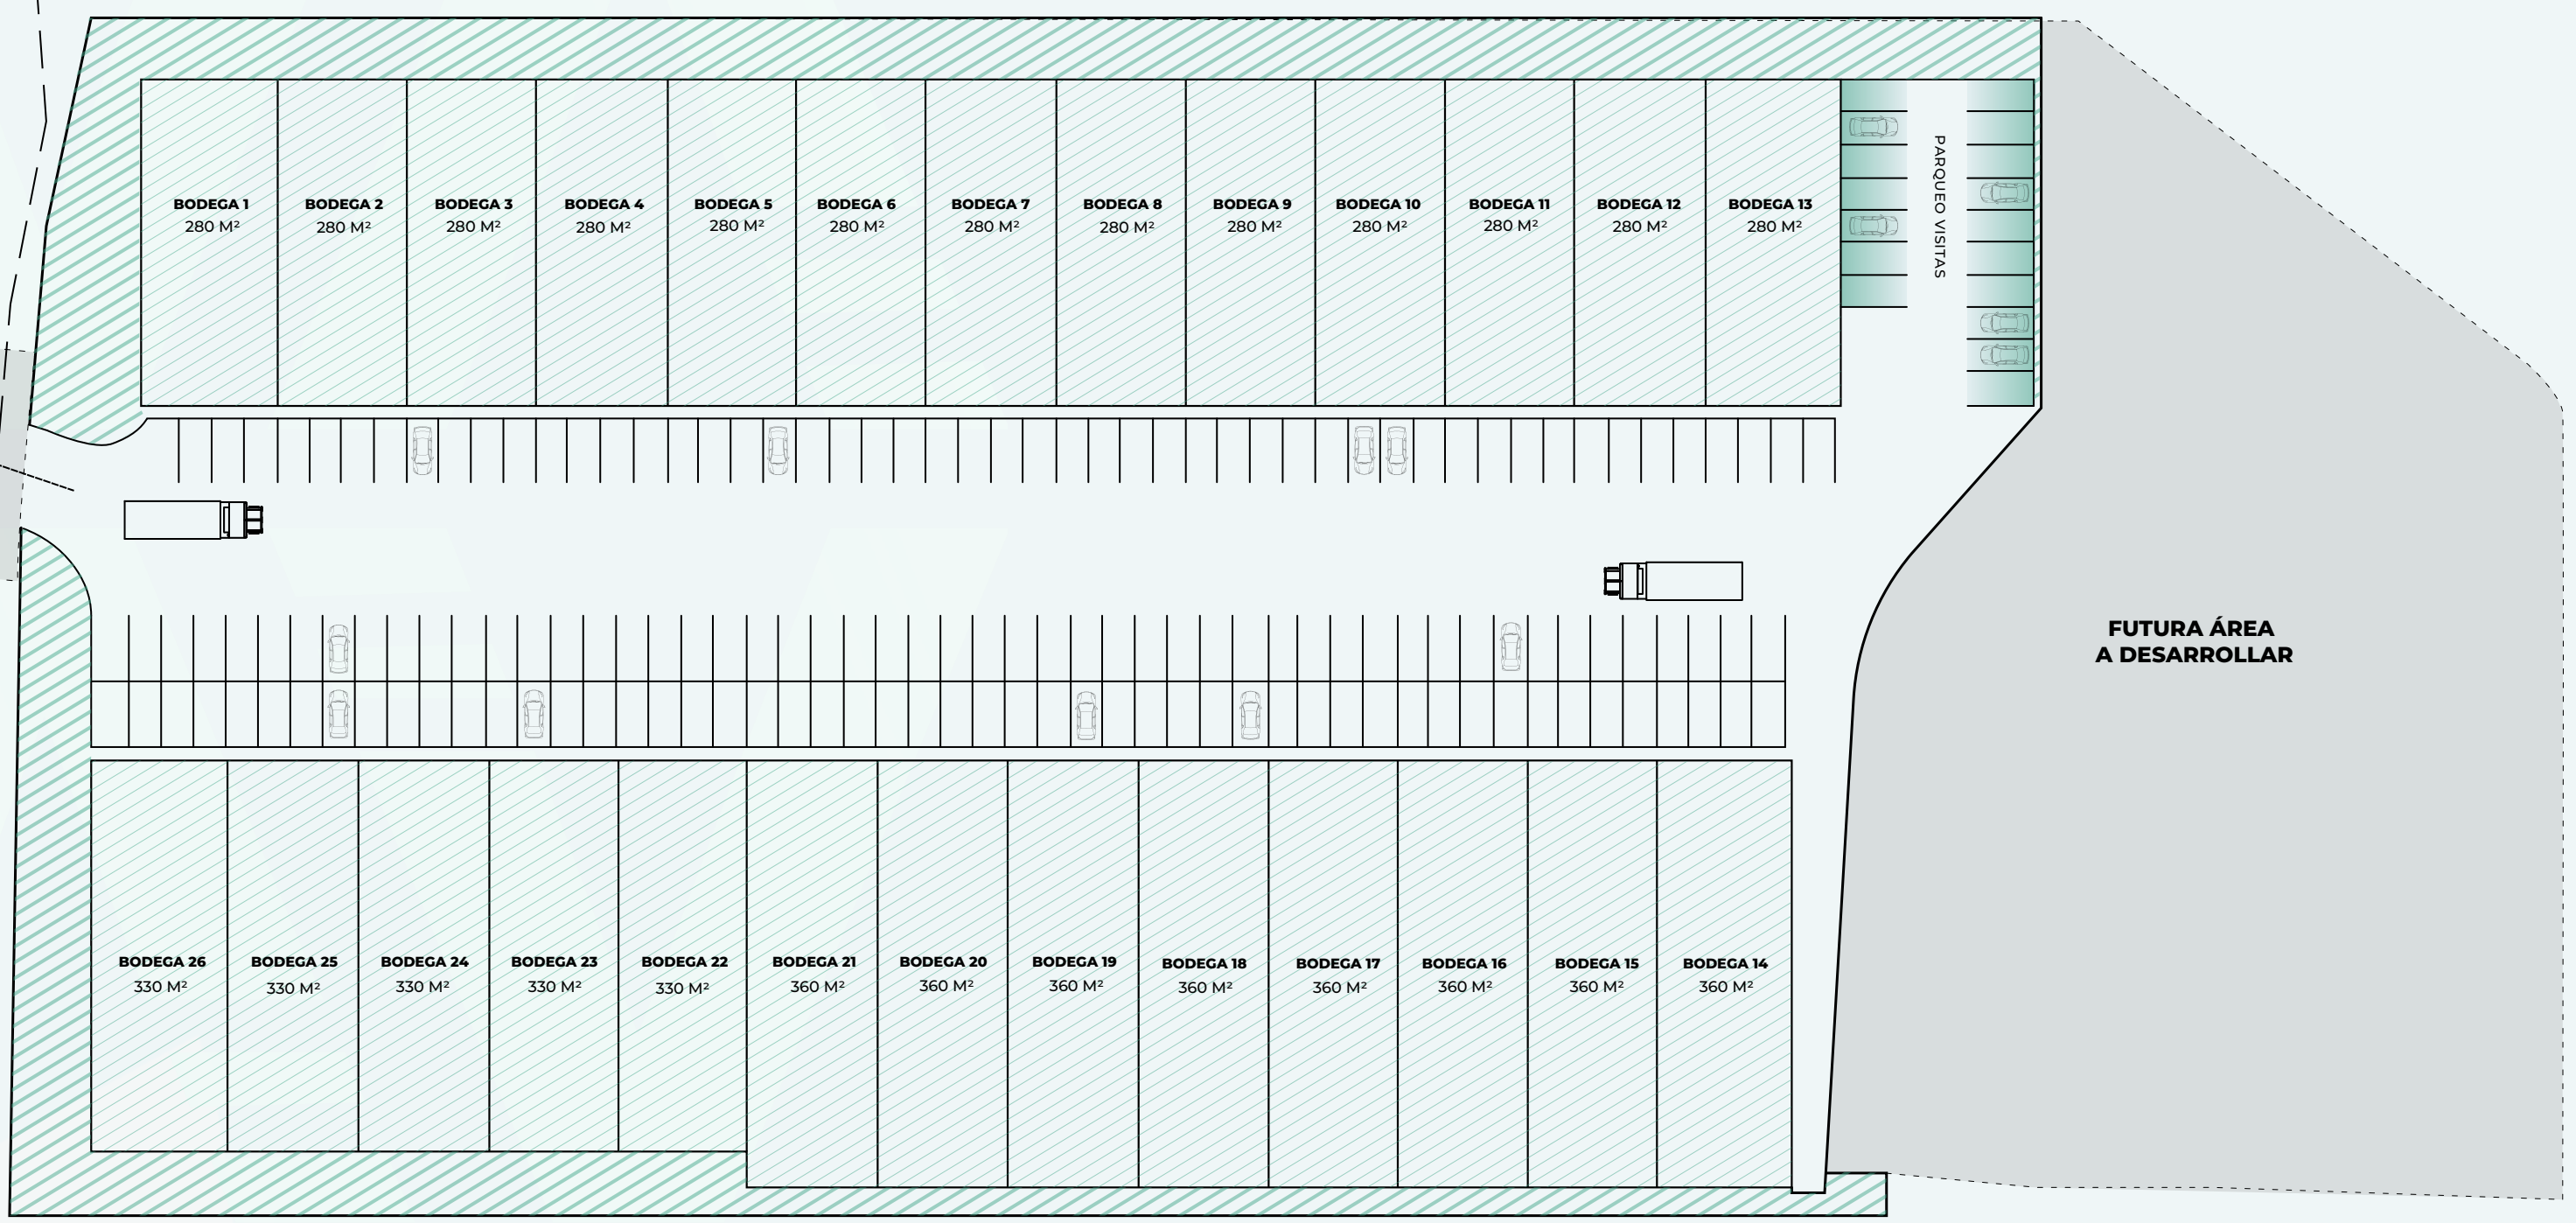 BODEGA 1
280 M²
BODEGA 2
280 M²
BODEGA 3
280 M²
BODEGA 4
280 M²
BODEGA 5
280 M²
BODEGA 6
280 M²
BODEGA 7
280 M²
BODEGA 8
280 M²
BODEGA 9
280 M²
BODEGA 10
280 M²
BODEGA 11
280 M²
BODEGA 12
280 M²
BODEGA 13
280 M²
PARQUEO VISITAS
FUTURA ÁREA
A DESARROLLAR
BODEGA 26
330 M²
BODEGA 25
330 M²
BODEGA 24
330 M²
BODEGA 23
330 M²
BODEGA 22
330 M²
BODEGA 21
360 M²
BODEGA 20
360 M²
BODEGA 19
360 M²
BODEGA 18
360 M²
BODEGA 17
360 M²
BODEGA 16
360 M²
BODEGA 15
360 M²
BODEGA 14
360 M²